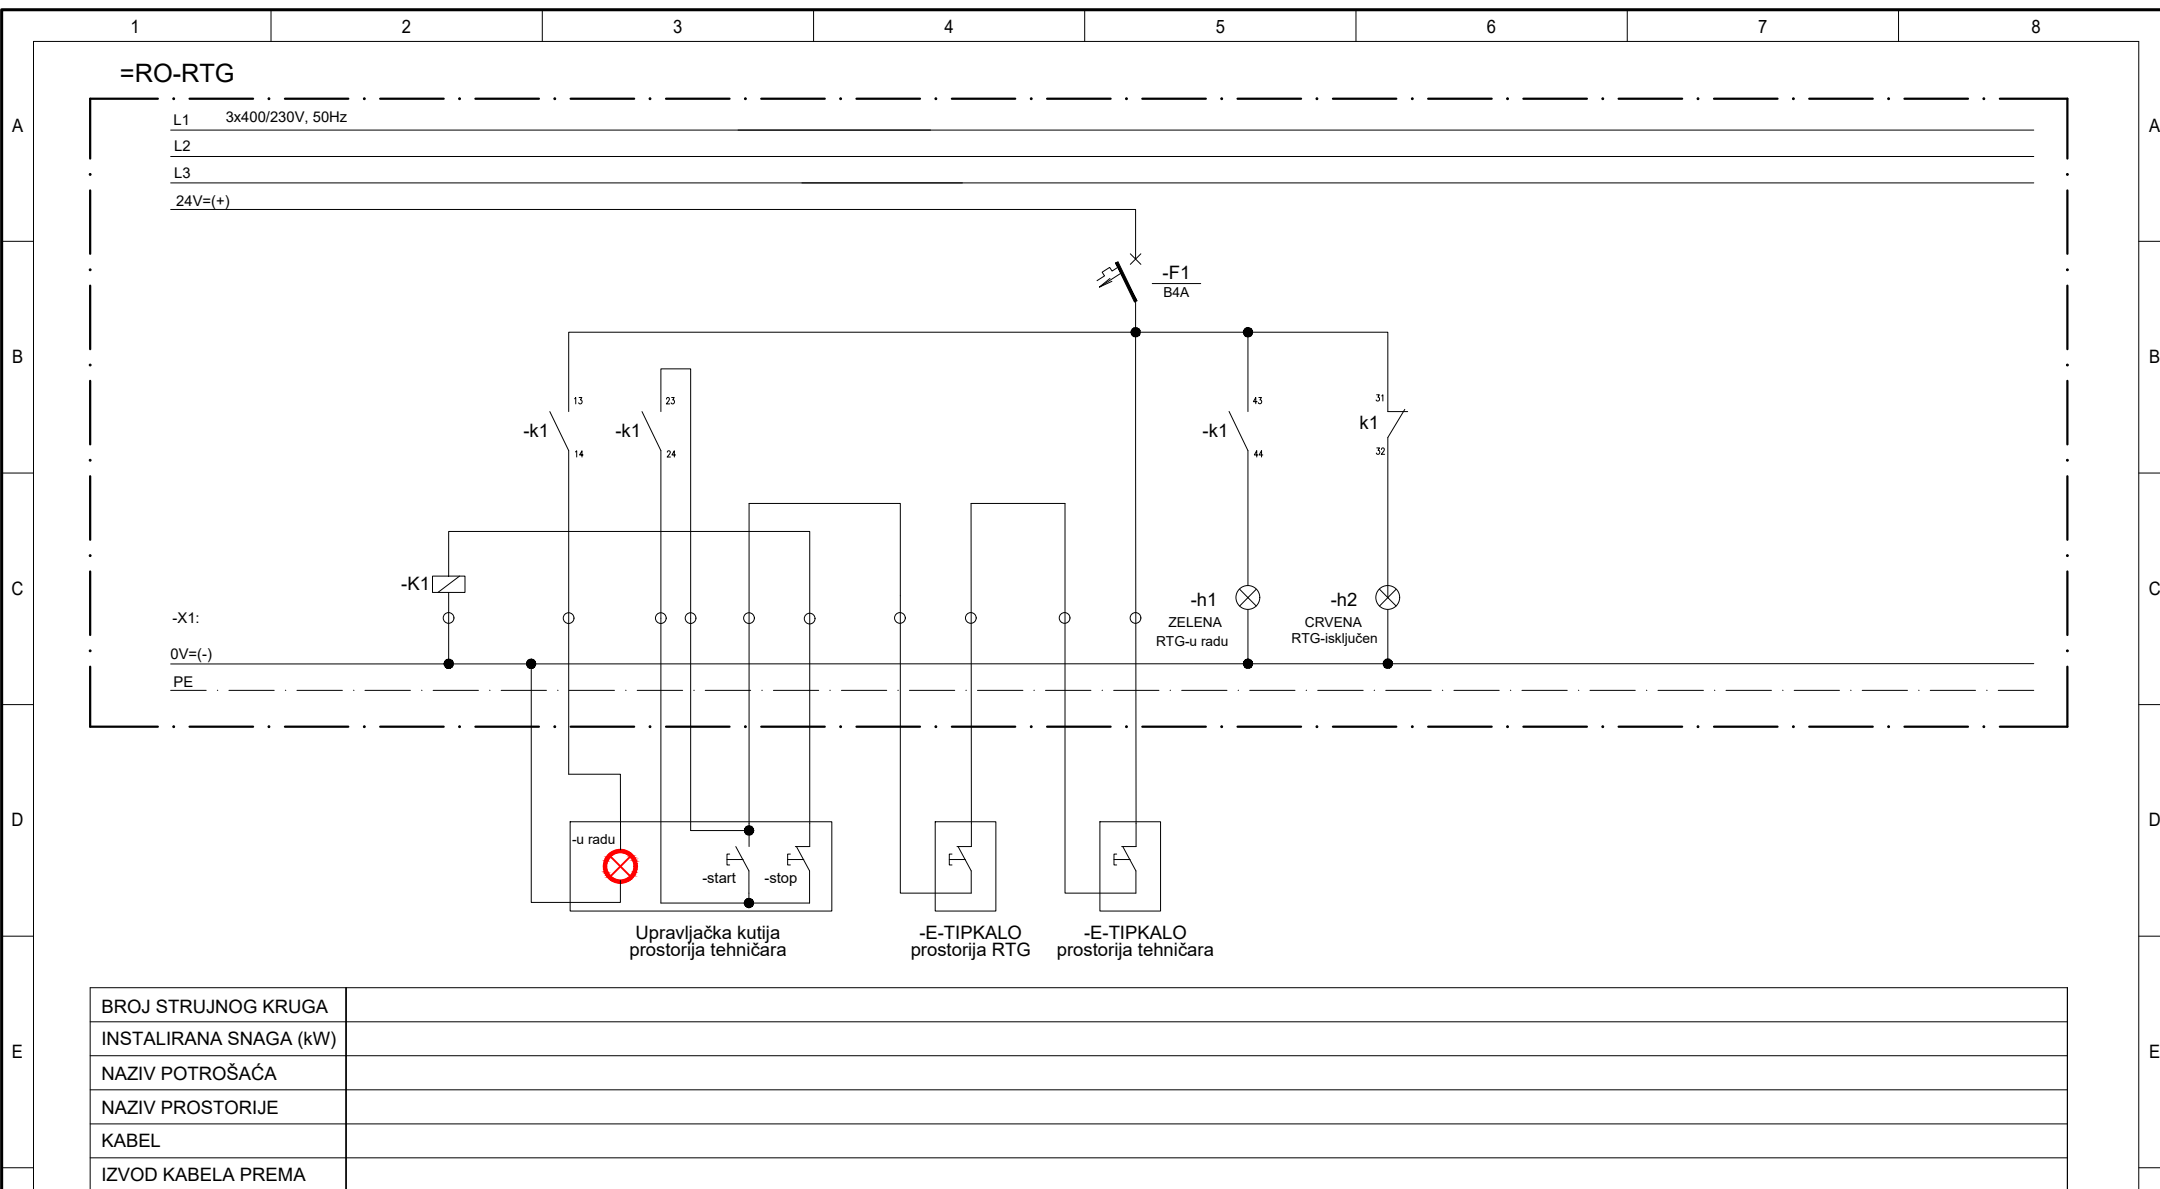 1 2 3 4 5 6 7 8
=RO-RTG
A A
L1 3x400/230V, 50Hz
L2
L3
24V=(+)
-F1
B4A
B B
13 23 43 31
-k1 -k1 -k1 k1
14 24 44 32
C C
-K1
-h1 -h2
-X1:
ZELENA CRVENA
RTG-u radu RTG-isključen
0V=(-)
PE
D D
-u radu
-start -stop
Upravljačka kutija
prostorija tehničara
-E-TIPKALO
prostorija RTG
-E-TIPKALO
prostorija tehničara
E E
BROJ STRUJNOG KRUGA
INSTALIRANA SNAGA (kW)
NAZIV POTROŠAĆA
NAZIV PROSTORIJE
KABEL
IZVOD KABELA PREMA